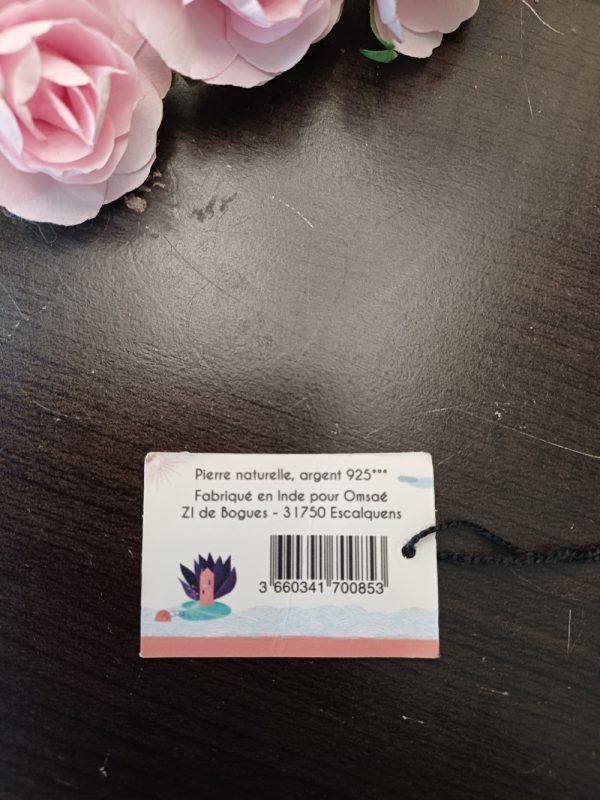 Pierre naturelle, argent 925°°°
Fabriqué en Inde pour Omsaé
ZI de Bogues - 31750 Escalquens
3 660341 700853